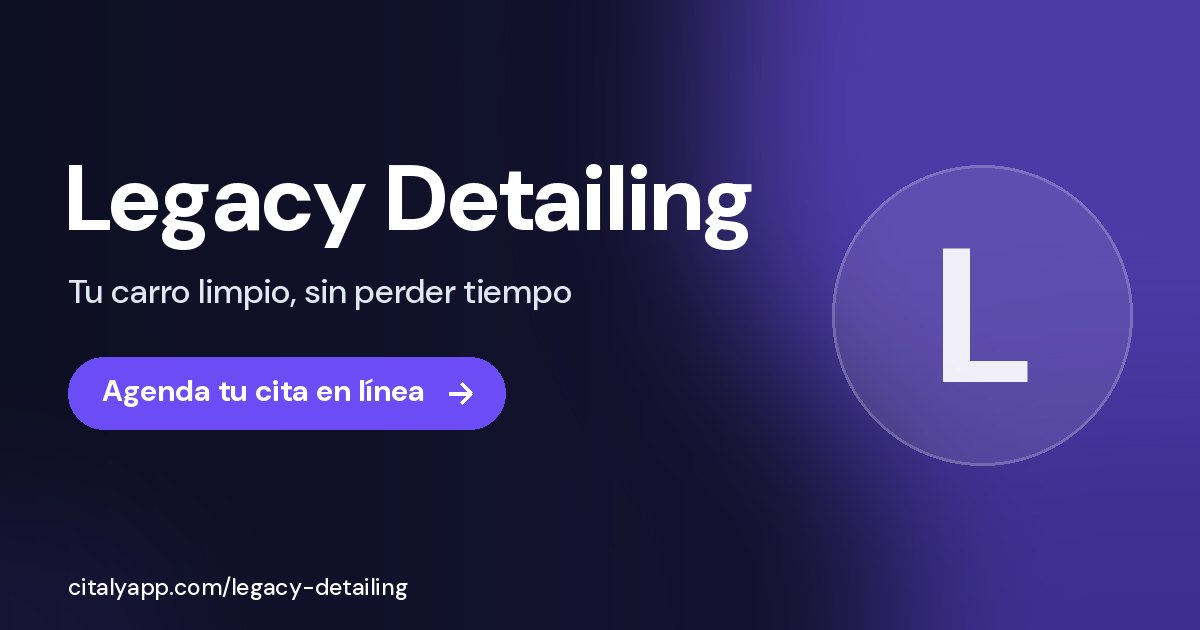 Legacy Detailing
Tu carro limpio, sin perder tiempo
Agenda tu cita en línea →
L
citalyapp.com/legacy-detailing